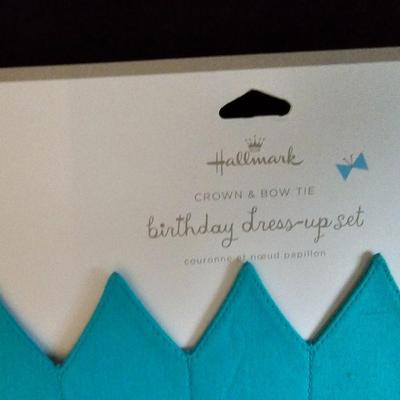 Hallmark
CROWN & BOW TIE
birthday dress-up set
couronne et nœud papillon